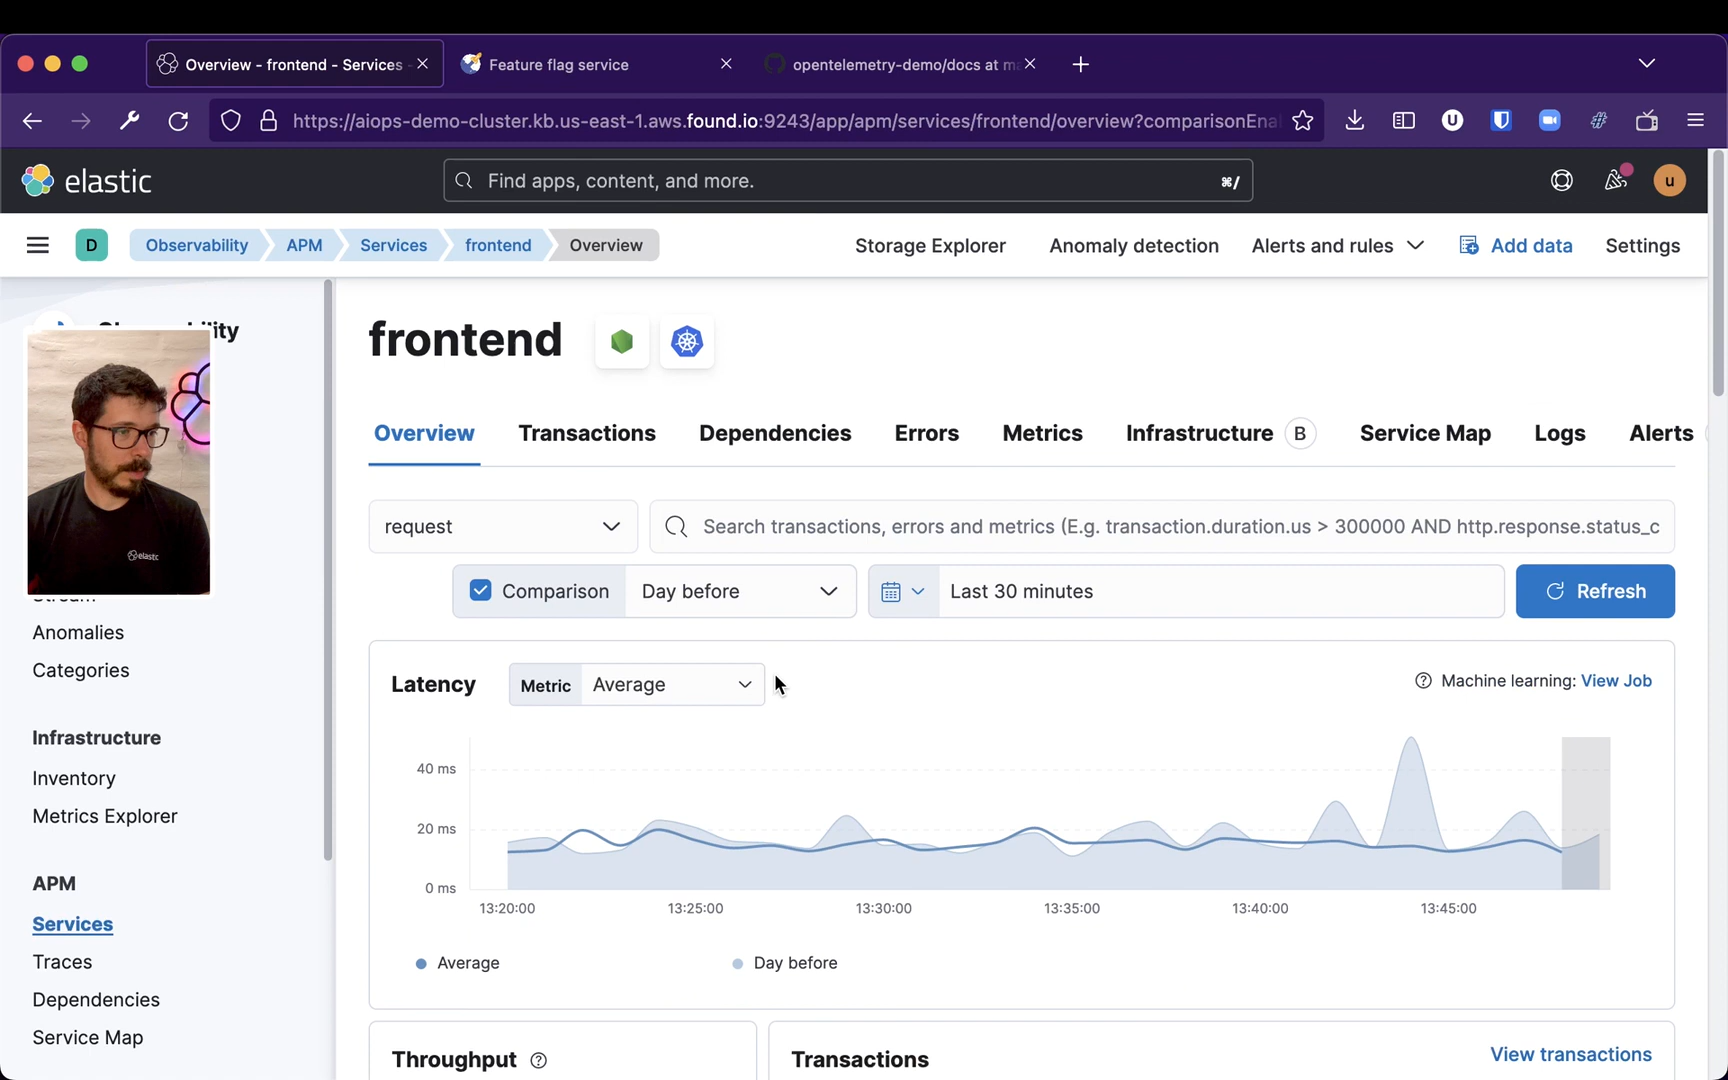 Overview - frontend - Services
Feature flag service
opentelemetry-demo/docs at ma
https://aiops-demo-cluster.kb.us-east-1.aws.found.io:9243/app/apm/services/frontend/overview?comparisonEna
elastic
Find apps, content, and more.
⌘/
u
D
Observability
APM
Services
frontend
Overview
Storage Explorer
Anomaly detection
Alerts and rules
Add data
Settings
frontend
Overview
Transactions
Dependencies
Errors
Metrics
Infrastructure B
Service Map
Logs
Alerts
request
Search transactions, errors and metrics (E.g. transaction.duration.us > 300000 AND http.response.status_c
Comparison
Day before
Last 30 minutes
Refresh
elastic
Anomalies
Categories
Infrastructure
Inventory
Metrics Explorer
APM
Services
Traces
Dependencies
Service Map
Latency
Metric
Average
Machine learning: View Job
40 ms
20 ms
0 ms
13:20:00
13:25:00
13:30:00
13:35:00
13:40:00
13:45:00
Average
Day before
Throughput
Transactions
View transactions